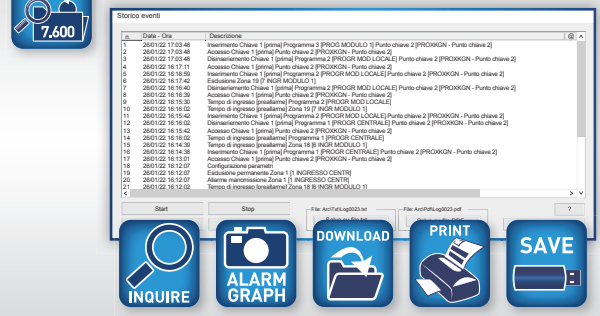 7.600
Storico eventi
n. Data - Ora Descrizione @
1 26/01/22 17:03:48 Inserimento Chiave 1 [prima] Programma 3 [PROG MODULO 1] Punto chiave 2 [PROXKGN - Punto chiave 2]
2 26/01/22 17:03:48 Accesso Chiave 1 [prima] Punto chiave 2 [PROXKGN - Punto chiave 2]
3 26/01/22 17:03:48 Disinserimento Chiave 1 [prima] Programma 2 [PROGR MOD LOCALE] Punto chiave 2 [PROXKGN - Punto chiave 2]
4 26/01/22 16:17:11 Accesso Chiave 1 [prima] Punto chiave 2 [PROXKGN - Punto chiave 2]
5 26/01/22 16:16:59 Inserimento Chiave 1 [prima] Programma 2 [PROGR MOD LOCALE] Punto chiave 2 [PROXKGN - Punto chiave 2]
6 26/01/22 16:17:42 Esclusione Zona 19 [7 INGR MODULO 1]
7 26/01/22 16:16:40 Disinserimento Chiave 1 [prima] Programma 2 [PROGR MOD LOCALE] Punto chiave 2 [PROXKGN - Punto chiave 2]
8 26/01/22 16:16:39 Accesso Chiave 1 [prima] Punto chiave 2 [PROXKGN - Punto chiave 2]
9 26/01/22 16:15:30 Tempo di ingresso [preallarme] Programma 2 [PROGR MOD LOCALE]
10 26/01/22 16:16:02 Tempo di ingresso [preallarme] Zona 19 [7 INGR MODULO 1]
11 26/01/22 16:15:42 Inserimento Chiave 1 [prima] Programma 2 [PROGR MOD LOCALE] Punto chiave 2 [PROXKGN - Punto chiave 2]
12 26/01/22 16:16:02 Disinserimento Chiave 1 [prima] Programma 1 [PROGR CENTRALE] Punto chiave 2 [PROXKGN - Punto chiave 2]
13 26/01/22 16:15:42 Accesso Chiave 1 [prima] Punto chiave 2 [PROXKGN - Punto chiave 2]
14 26/01/22 16:16:02 Tempo di ingresso [preallarme] Programma 1 [PROGR CENTRALE]
15 26/01/22 16:14:39 Tempo di ingresso [preallarme] Zona 18 [6 INGR MODULO 1]
16 26/01/22 16:14:38 Inserimento Chiave 1 [prima] Programma 1 [PROGR CENTRALE] Punto chiave 2 [PROXKGN - Punto chiave 2]
17 26/01/22 16:13:01 Accesso Chiave 1 [prima] Punto chiave 2 [PROXKGN - Punto chiave 2]
18 26/01/22 16:12:07 Configurazione parametri
19 26/01/22 16:12:07 Esclusione permanente Zona 1 [1 INGRESSO CENTR]
20 26/01/22 16:12:02 Allarme manomissione Zona 1 [1 INGRESSO CENTR]
21 26/01/22 16:12:02 Tempo di ingresso [preallarme] Zona 18 [6 INGR MODULO 1]
Start Stop File: Arc\Txt\Log0023.txt File: Arc\Pdf\Log0023.pdf ?
INQUIRE
ALARM
GRAPH
DOWNLOAD
PRINT
SAVE